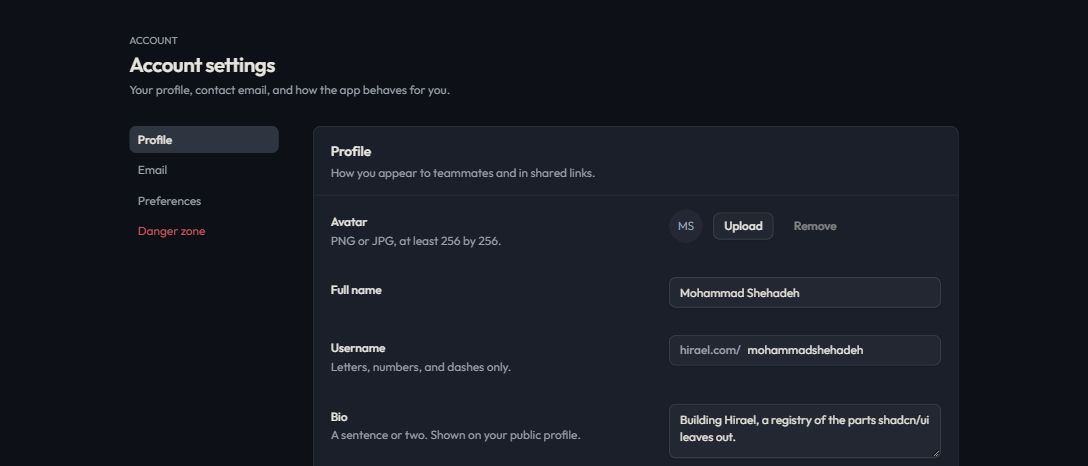 ACCOUNT
Account settings
Your profile, contact email, and how the app behaves for you.
Profile
Email
Preferences
Danger zone
Profile
How you appear to teammates and in shared links.
Avatar
PNG or JPG, at least 256 by 256.
MS
Upload
Remove
Full name
Mohammad Shehadeh
Username
Letters, numbers, and dashes only.
hirael.com/ mohammadshehadeh
Bio
A sentence or two. Shown on your public profile.
Building Hirael, a registry of the parts shadcn/ui
leaves out.